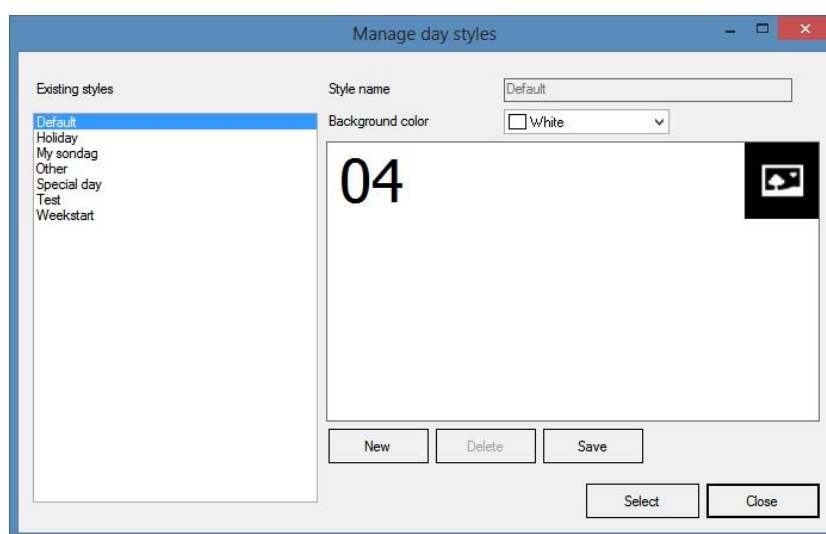 Manage day styles
Existing styles
Style name
Default
Background color
White
Default
Holiday
My sondag
Other
Special day
Test
Weekstart
04
New
Delete
Save
Select
Close